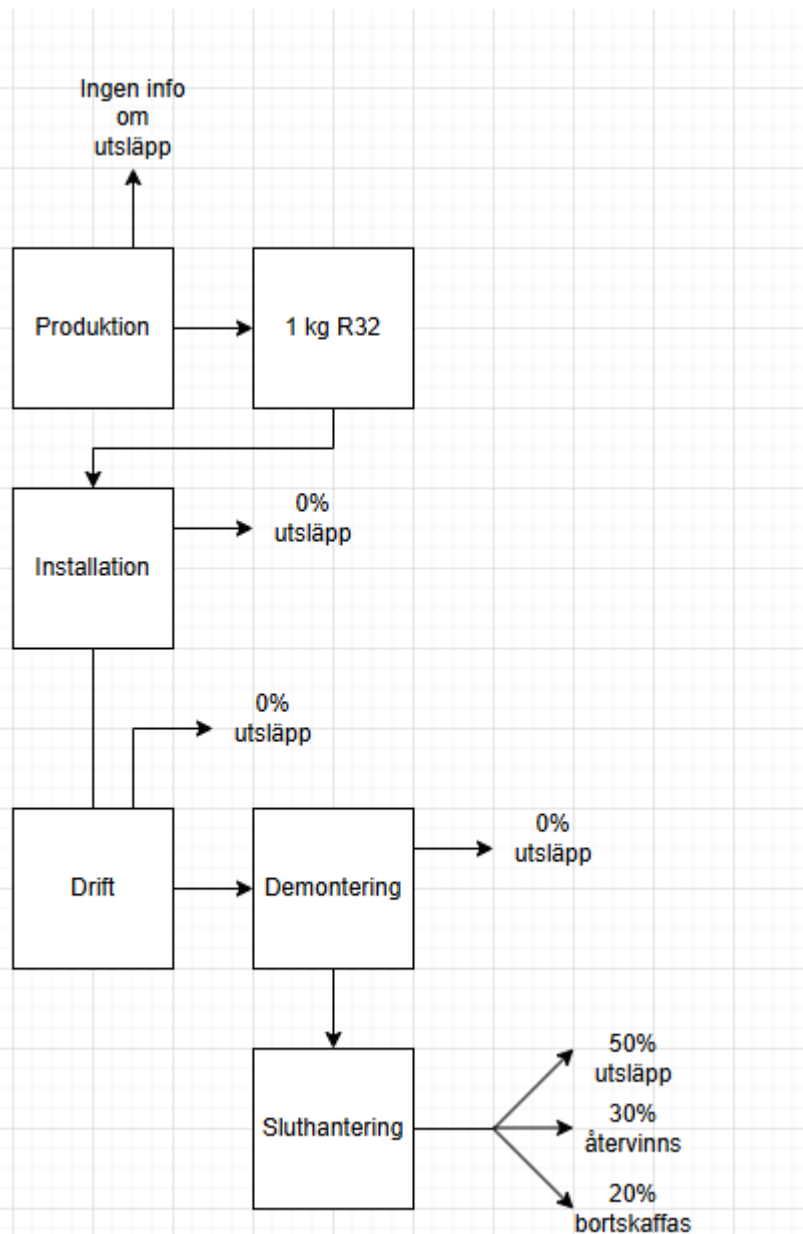 Ingen info
om
utsläpp
Produktion
1 kg R32
0%
utsläpp
Installation
0%
utsläpp
0%
utsläpp
Drift
Demontering
50%
utsläpp
Sluthantering
30%
återvinns
20%
bortskaffas